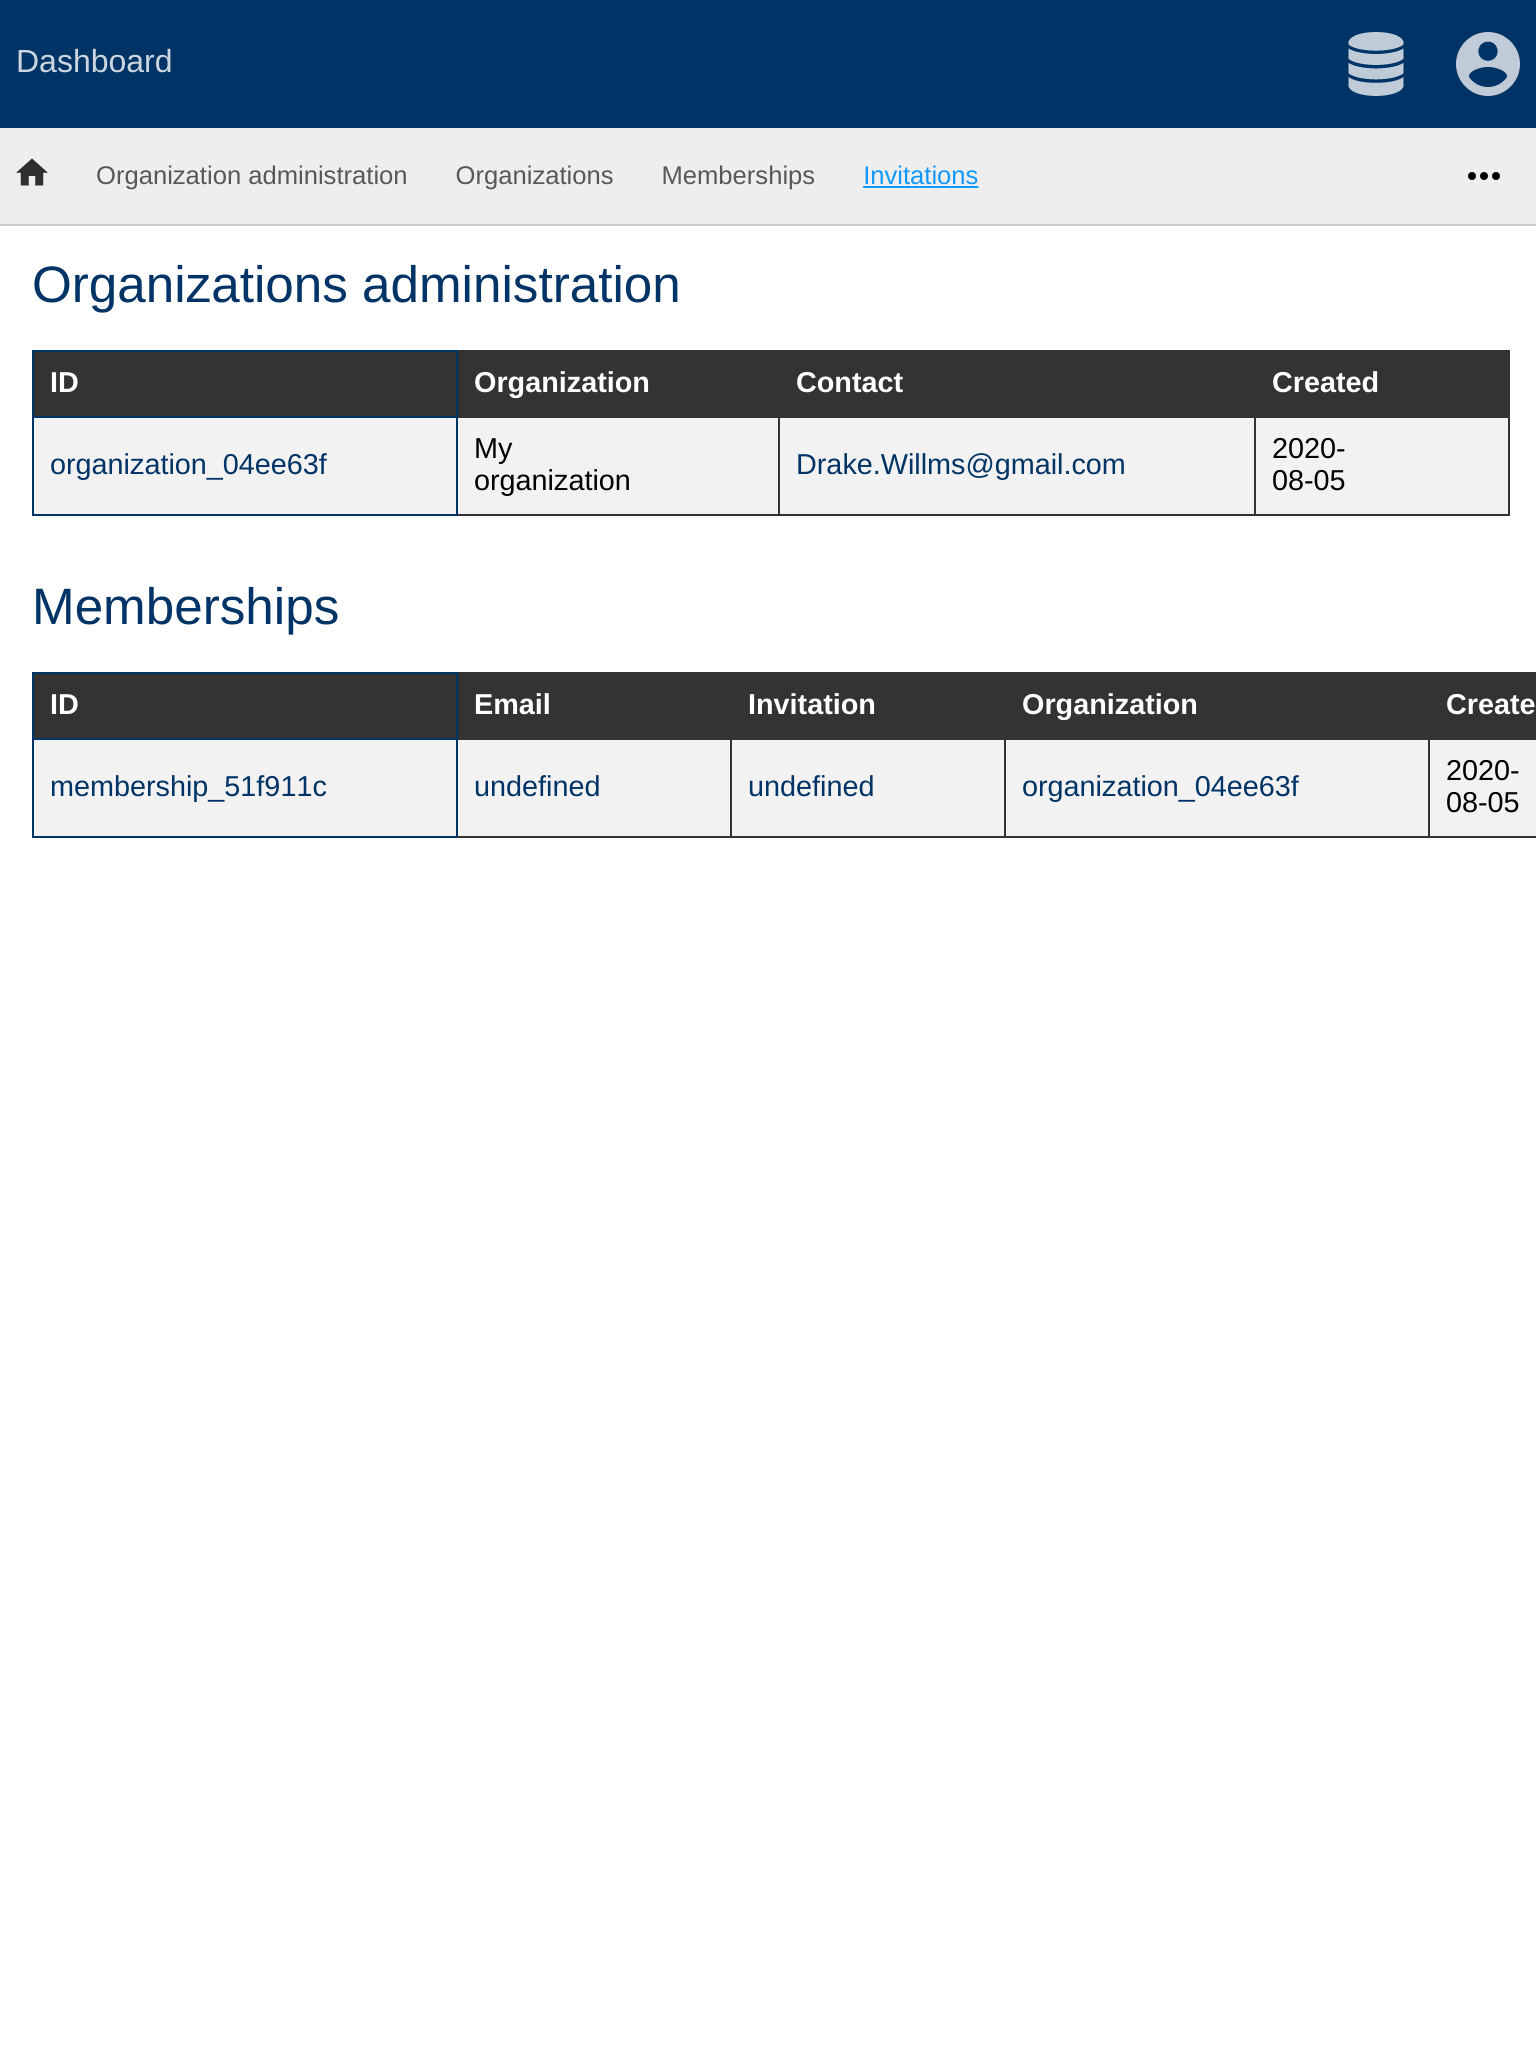 Dashboard
Organization administration Organizations Memberships Invitations
Organizations administration
ID Organization Contact Created
organization_04ee63f My organization Drake.Willms@gmail.com 2020-08-05
Memberships
ID Email Invitation Organization Create
membership_51f911c undefined undefined organization_04ee63f 2020-08-05